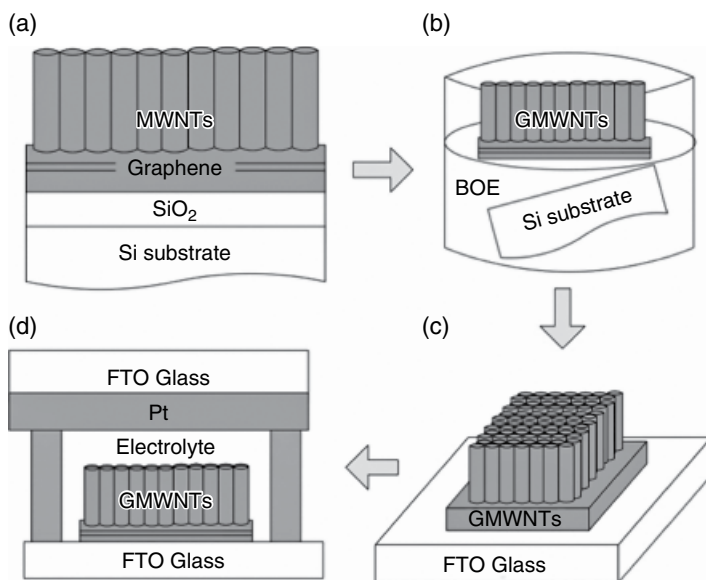 (a)
MWNTs
Graphene
SiO₂
Si substrate
(b)
GMWNTs
BOE
Si substrate
(d)
FTO Glass
Pt
Electrolyte
GMWNTs
FTO Glass
(c)
GMWNTs
FTO Glass